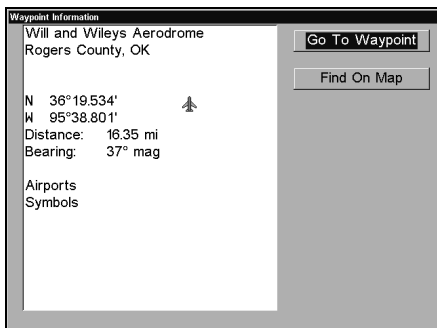 Waypoint Information
Will and Wileys Aerodrome
Rogers County, OK
N 36°19.534'
W 95°38.801'
Distance: 16.35 mi
Bearing: 37° mag
Airports
Symbols
Go To Waypoint
Find On Map